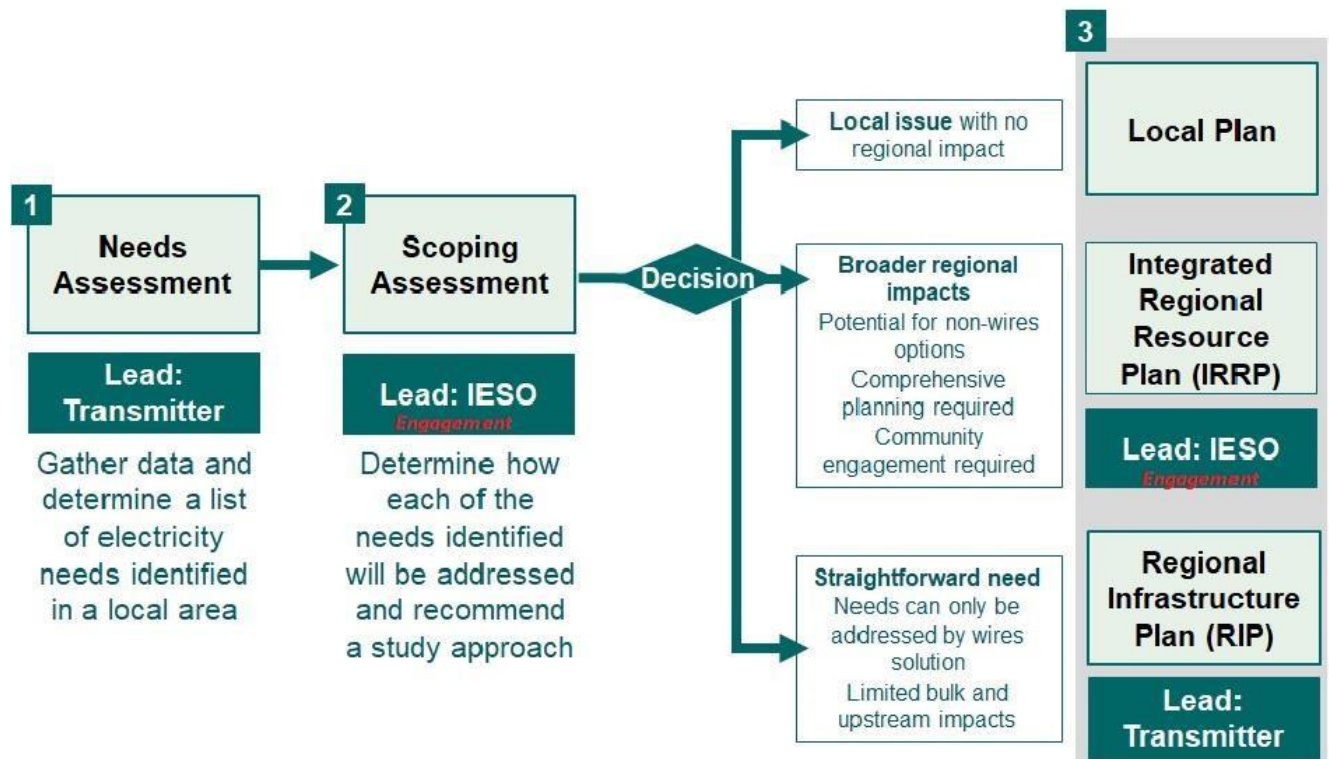 1
Needs
Assessment
Lead:
Transmitter
Gather data and
determine a list
of electricity
needs identified
in a local area
2
Scoping
Assessment
Lead: IESO
Engagement
Determine how
each of the
needs identified
will be addressed
and recommend
a study approach
Decision
Local issue with no
regional impact
Broader regional
impacts
Potential for non-wires
options
Comprehensive
planning required
Community
engagement required
Straightforward need
Needs can only be
addressed by wires
solution
Limited bulk and
upstream impacts
3
Local Plan
Integrated
Regional
Resource
Plan (IRRP)
Lead: IESO
Engagement
Regional
Infrastructure
Plan (RIP)
Lead:
Transmitter